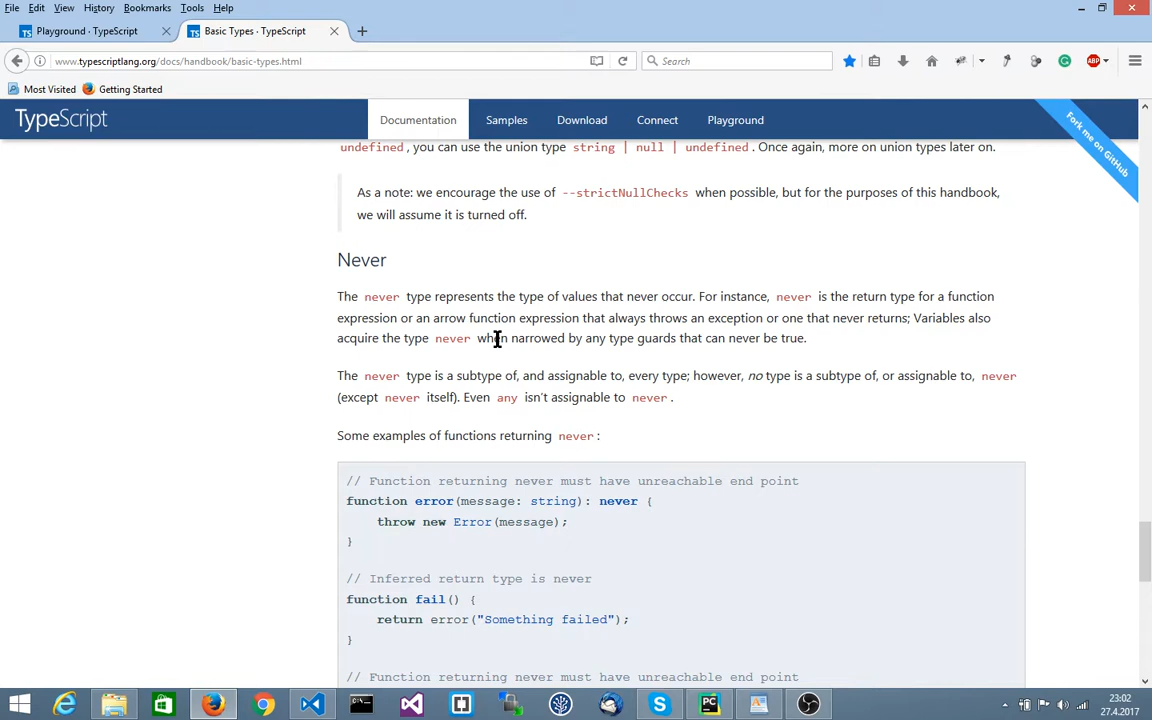 File Edit View History Bookmarks Tools Help
Playground · TypeScript
Basic Types · TypeScript
www.typescriptlang.org/docs/handbook/basic-types.html
Search
ABP
Most Visited
Getting Started
TypeScript
Documentation
Samples
Download
Connect
Playground
Fork me on GitHub
undefined, you can use the union type string | null | undefined. Once again, more on union types later on.
As a note: we encourage the use of --strictNullChecks when possible, but for the purposes of this handbook,
we will assume it is turned off.
Never
The never type represents the type of values that never occur. For instance, never is the return type for a function
expression or an arrow function expression that always throws an exception or one that never returns; Variables also
acquire the type never when narrowed by any type guards that can never be true.
The never type is a subtype of, and assignable to, every type; however, no type is a subtype of, or assignable to, never
(except never itself). Even any isn't assignable to never.
Some examples of functions returning never:
// Function returning never must have unreachable end point
function error(message: string): never {
throw new Error(message);
}
// Inferred return type is never
function fail() {
return error("Something failed");
}
// Function returning never must have unreachable end point
23:02
27.4.2017